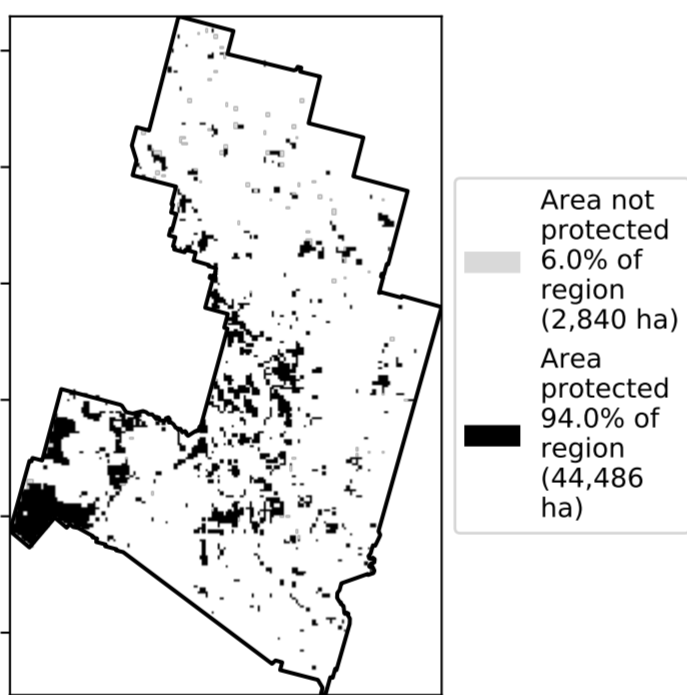 Area not
protected
6.0% of
region
(2,840 ha)
Area
protected
94.0% of
region
(44,486
ha)